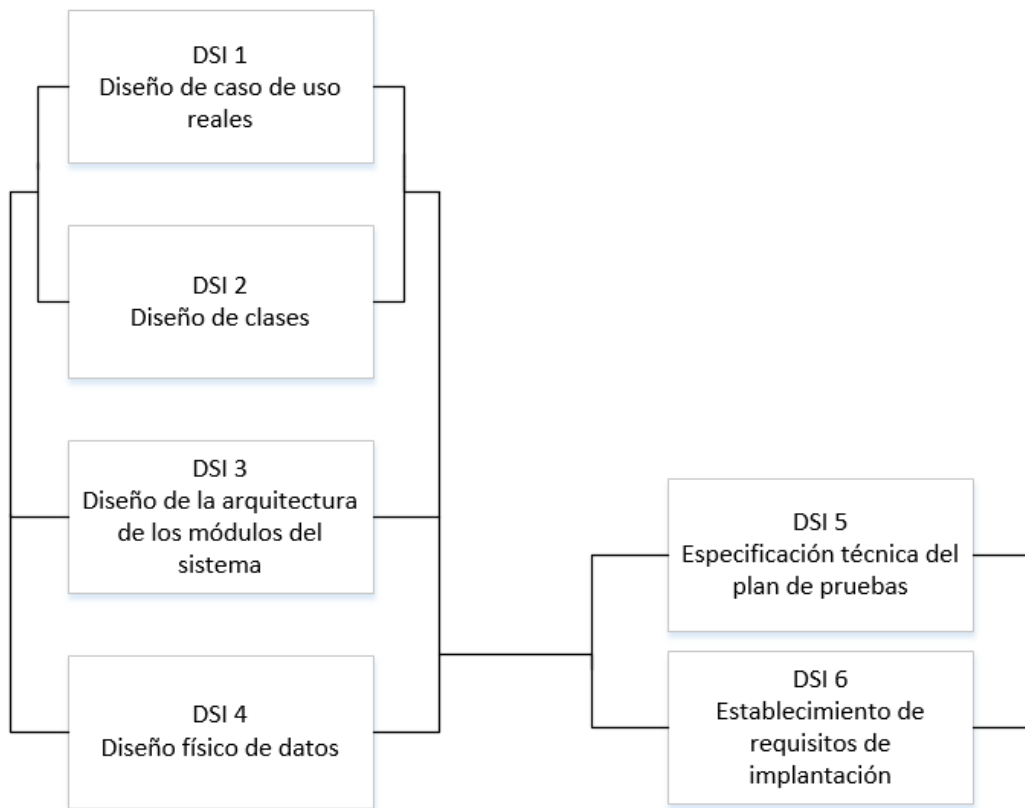 DSI 1
Diseño de caso de uso
reales
DSI 2
Diseño de clases
DSI 3
Diseño de la arquitectura
de los módulos del
sistema
DSI 4
Diseño físico de datos
DSI 5
Especificación técnica del
plan de pruebas
DSI 6
Establecimiento de
requisitos de
implantación